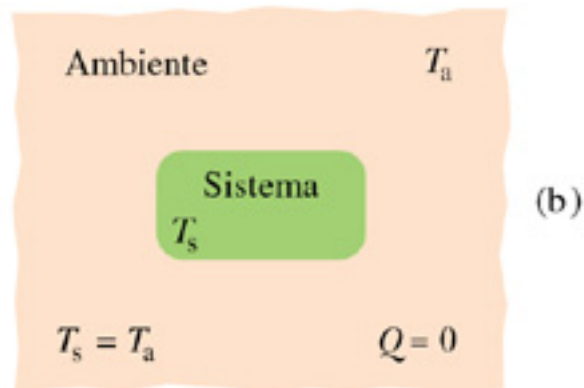 Ambiente Tₐ
Sistema
Tₛ
(b)
Tₛ = Tₐ Q = 0